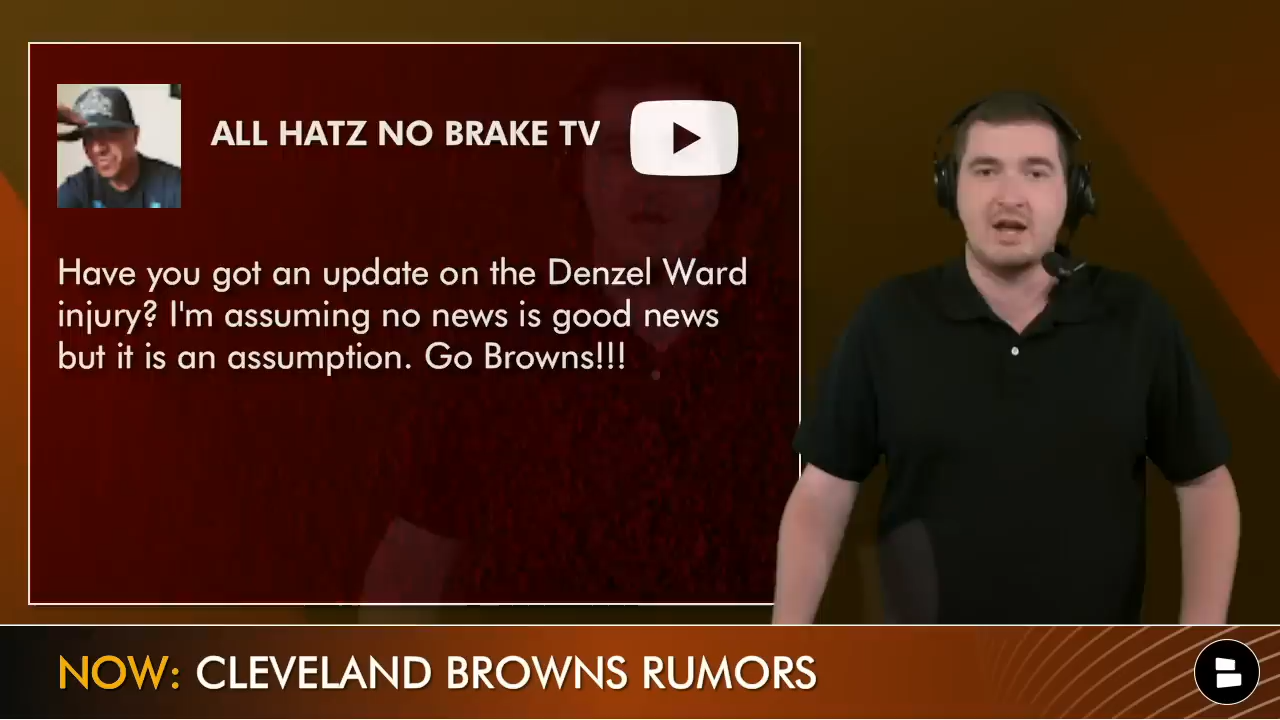 ALL HATZ NO BRAKE TV
Have you got an update on the Denzel Ward
injury? I'm assuming no news is good news
but it is an assumption. Go Browns!!!
NOW: CLEVELAND BROWNS RUMORS